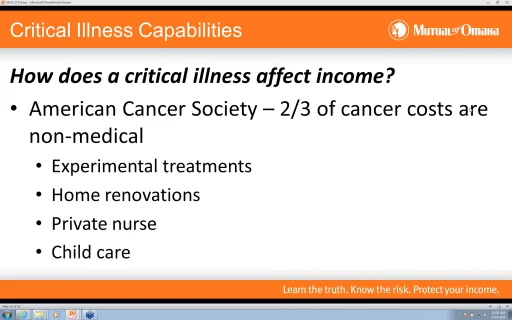 Critical Illness Capabilities
Mutual of Omaha
How does a critical illness affect income?
• American Cancer Society – 2/3 of cancer costs are
non-medical
• Experimental treatments
• Home renovations
• Private nurse
• Child care
Learn the truth. Know the risk. Protect your income.